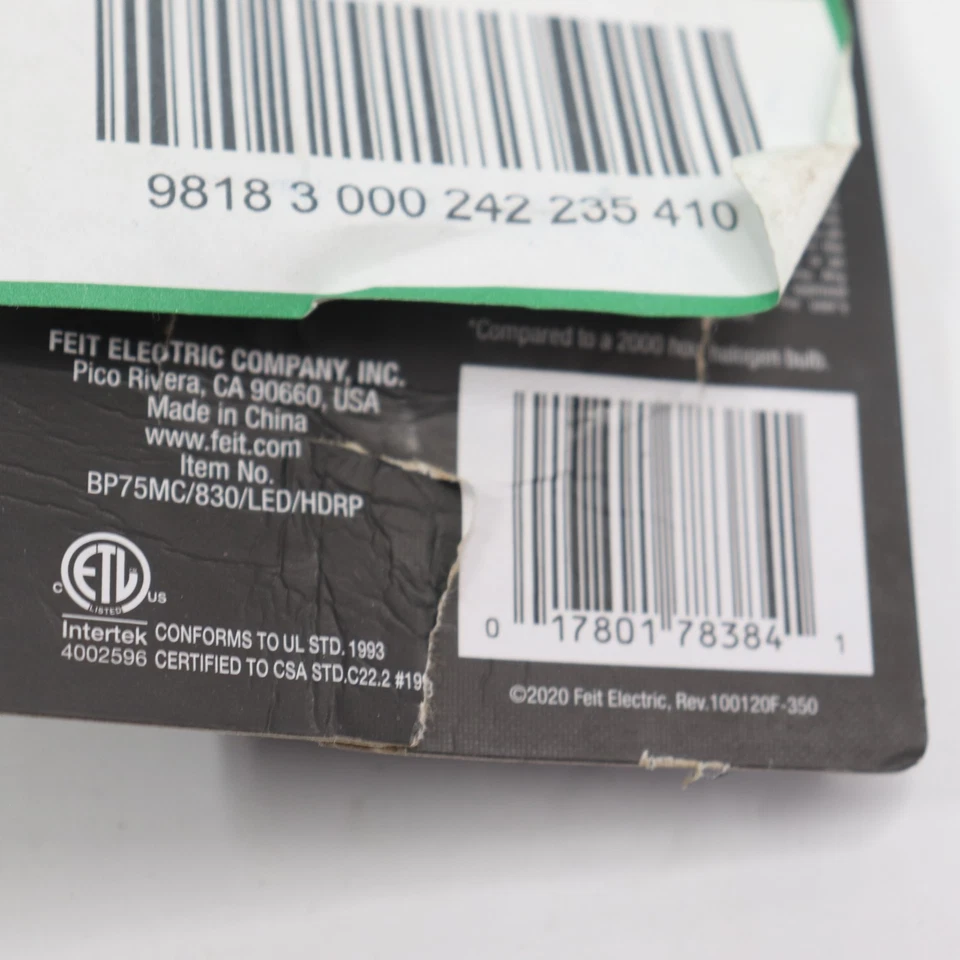 9818 3 000 242 235 410
*Compared to a 2000 hour halogen bulb.
FEIT ELECTRIC COMPANY, INC.
Pico Rivera, CA 90660, USA
Made in China
www.feit.com
Item No.
BP75MC/830/LED/HDRP
C ETL US
LISTED
Intertek
4002596
CONFORMS TO UL STD. 1993
CERTIFIED TO CSA STD.C22.2 #199
0 17801 78384 1
©2020 Feit Electric, Rev.100120F-350